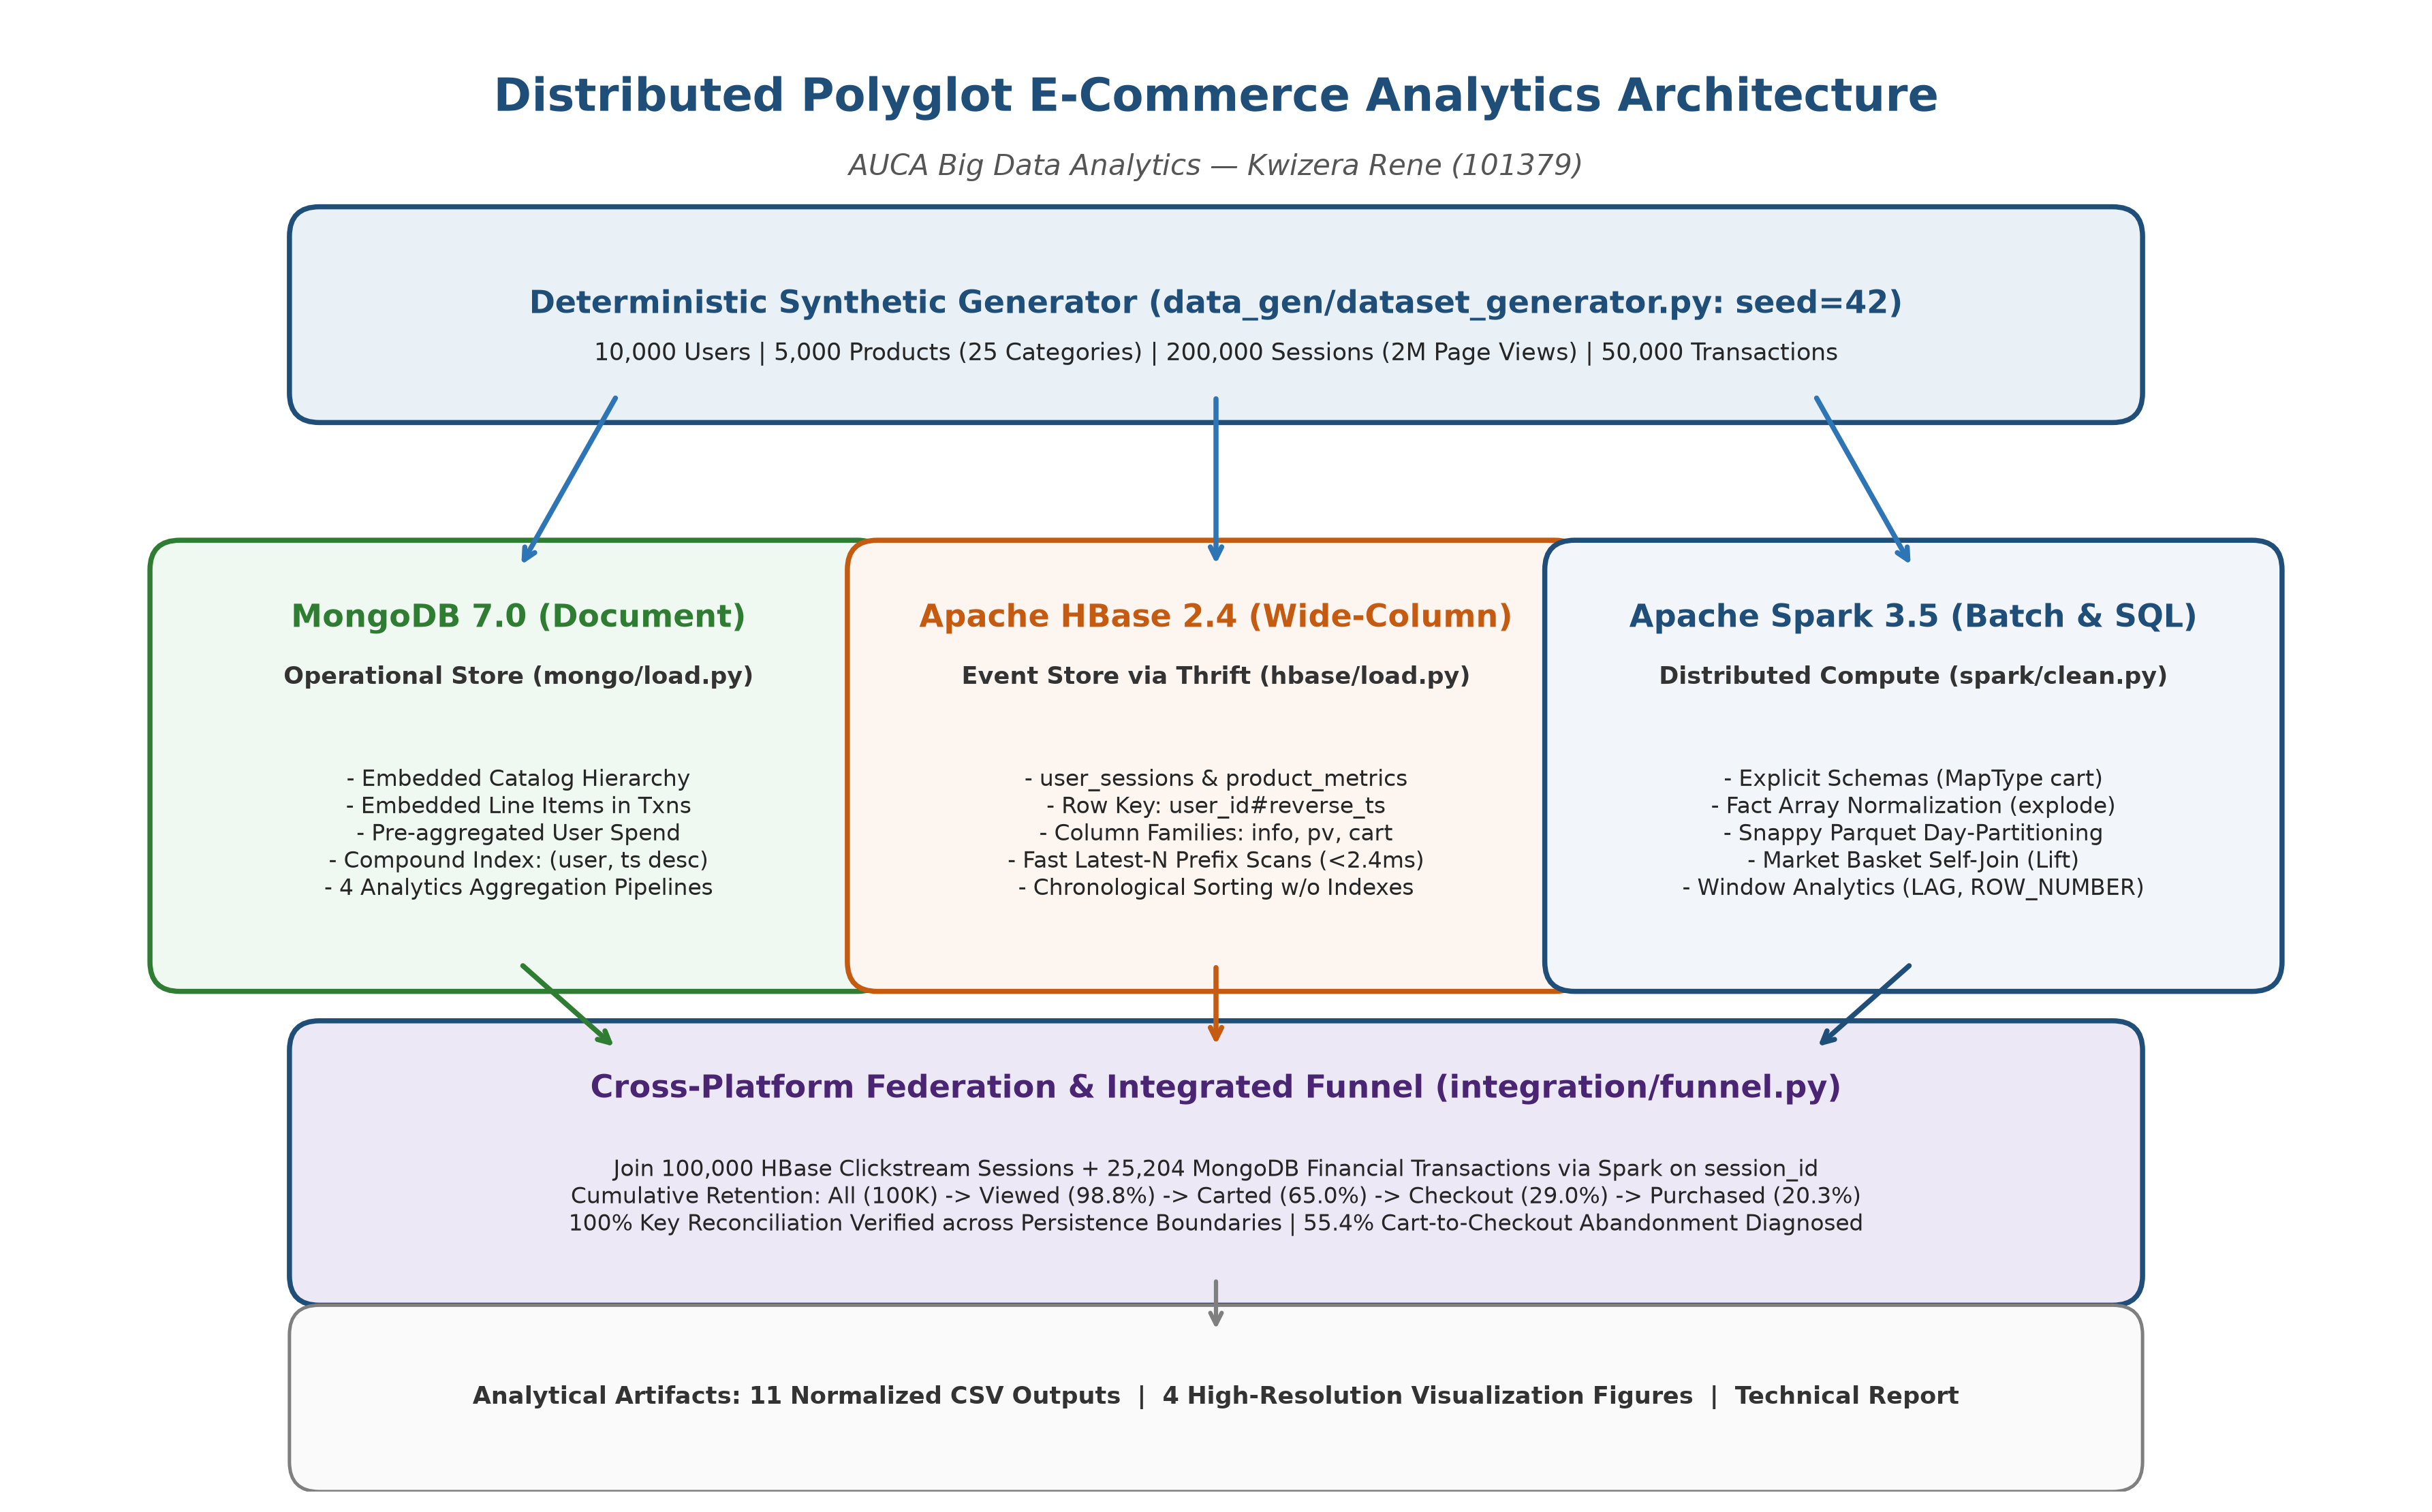 Distributed Polyglot E-Commerce Analytics Architecture
AUCA Big Data Analytics — Kwizera Rene (101379)
Deterministic Synthetic Generator (data_gen/dataset_generator.py: seed=42)
10,000 Users | 5,000 Products (25 Categories) | 200,000 Sessions (2M Page Views) | 50,000 Transactions
MongoDB 7.0 (Document)
Operational Store (mongo/load.py)
- Embedded Catalog Hierarchy
- Embedded Line Items in Txns
- Pre-aggregated User Spend
- Compound Index: (user, ts desc)
- 4 Analytics Aggregation Pipelines
Apache HBase 2.4 (Wide-Column)
Event Store via Thrift (hbase/load.py)
- user_sessions & product_metrics
- Row Key: user_id#reverse_ts
- Column Families: info, pv, cart
- Fast Latest-N Prefix Scans (<2.4ms)
- Chronological Sorting w/o Indexes
Apache Spark 3.5 (Batch & SQL)
Distributed Compute (spark/clean.py)
- Explicit Schemas (MapType cart)
- Fact Array Normalization (explode)
- Snappy Parquet Day-Partitioning
- Market Basket Self-Join (Lift)
- Window Analytics (LAG, ROW_NUMBER)
Cross-Platform Federation & Integrated Funnel (integration/funnel.py)
Join 100,000 HBase Clickstream Sessions + 25,204 MongoDB Financial Transactions via Spark on session_id
Cumulative Retention: All (100K) -> Viewed (98.8%) -> Carted (65.0%) -> Checkout (29.0%) -> Purchased (20.3%)
100% Key Reconciliation Verified across Persistence Boundaries | 55.4% Cart-to-Checkout Abandonment Diagnosed
Analytical Artifacts: 11 Normalized CSV Outputs | 4 High-Resolution Visualization Figures | Technical Report